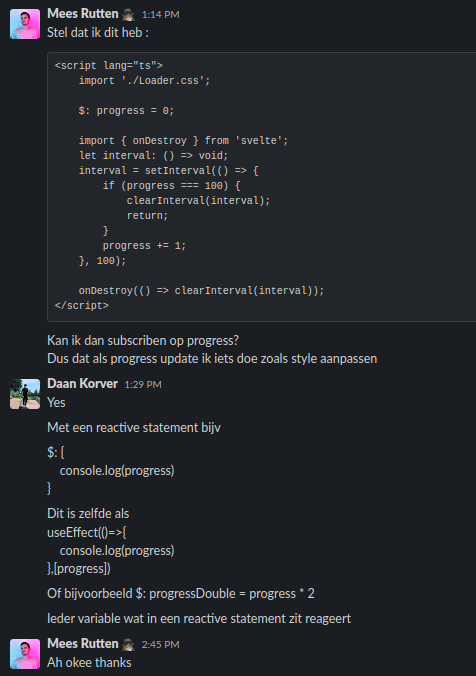 Mees Rutten 1:14 PM
Stel dat ik dit heb :
<script lang="ts">
    import './Loader.css';

    $: progress = 0;

    import { onDestroy } from 'svelte';
    let interval: () => void;
    interval = setInterval(() => {
        if (progress === 100) {
            clearInterval(interval);
            return;
        }
        progress += 1;
    }, 100);

    onDestroy(() => clearInterval(interval));
</script>
Kan ik dan subscriben op progress?
Dus dat als progress update ik iets doe zoals style aanpassen
Daan Korver 1:29 PM
Yes
Met een reactive statement bijv
$: {
    console.log(progress)
}
Dit is zelfde als
useEffect(()=>{
    console.log(progress)
},[progress])
Of bijvoorbeeld $: progressDouble = progress * 2
Ieder variable wat in een reactive statement zit reageert
Mees Rutten 2:45 PM
Ah okee thanks